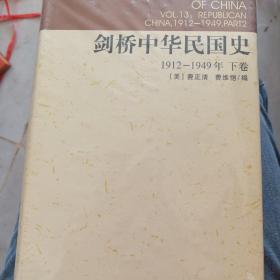 OF CHINA
VOL.13: REPUBLICAN
CHINA,1912-1949,PART2
剑桥中华民国史
1912-1949年 下卷
〔美〕费正清 费维恺/编